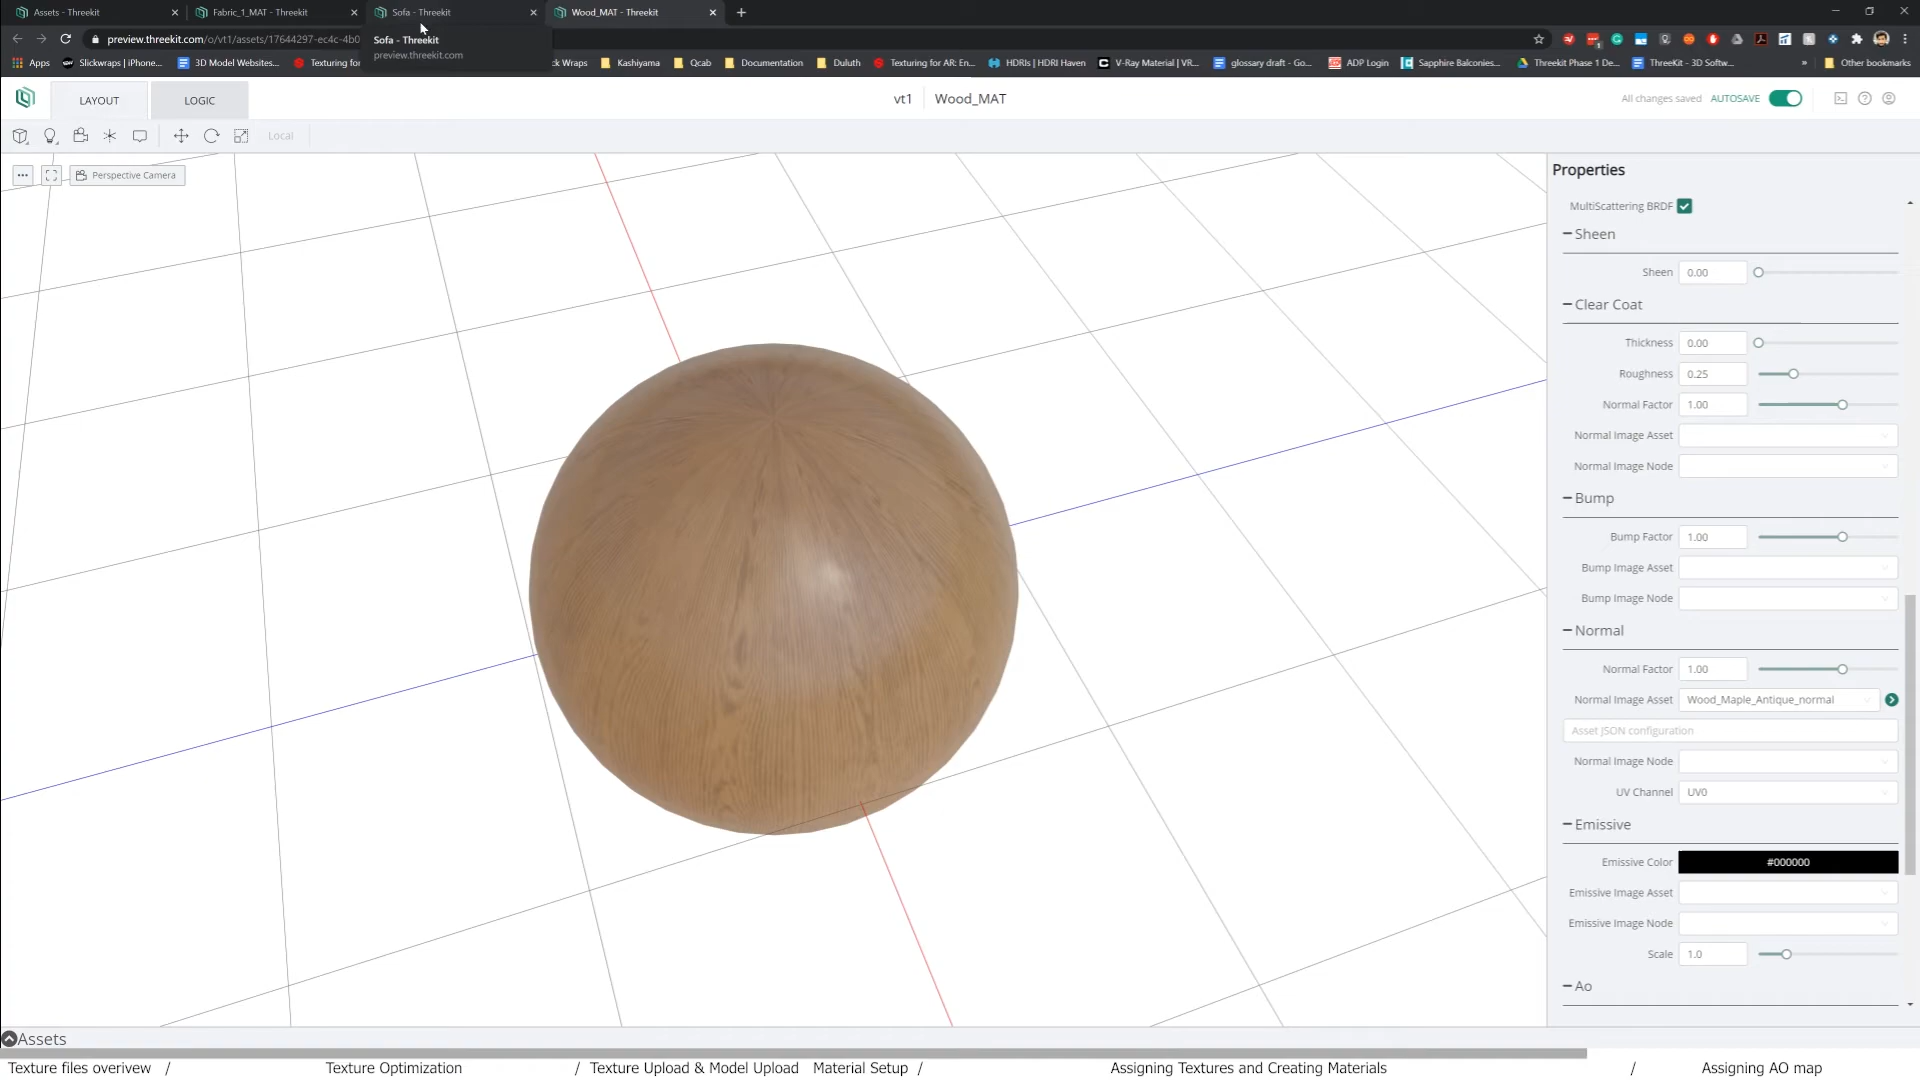 Assets - Threekit
Fabric_1_MAT - Threekit
Sofa - Threekit
Wood_MAT - Threekit
preview.threekit.com/o/vt1/assets/17644297-ec4c-4b0
Sofa - Threekit
preview.threekit.com
Apps
Slickwraps | iPhone...
3D Model Websites...
Texturing for
ck Wraps
Kashiyama
Qcab
Documentation
Duluth
Texturing for AR: En...
HDRIs | HDRI Haven
V-Ray Material | VR...
glossary draft - Go...
ADP Login
Sapphire Balconies...
Threekit Phase 1 De...
ThreeKit - 3D Softw...
»
Other bookmarks
LAYOUT
LOGIC
vt1
Wood_MAT
All changes saved
AUTOSAVE
Local
Perspective Camera
Properties
MultiScattering BRDF
Sheen
Sheen 0.00
Clear Coat
Thickness 0.00
Roughness 0.25
Normal Factor 1.00
Normal Image Asset
Normal Image Node
Bump
Bump Factor 1.00
Bump Image Asset
Bump Image Node
Normal
Normal Factor 1.00
Normal Image Asset Wood_Maple_Antique_normal
Asset JSON configuration
Normal Image Node
UV Channel UV0
Emissive
Emissive Color #000000
Emissive Image Asset
Emissive Image Node
Scale 1.0
Ao
Assets
Texture files overivew / Texture Optimization / Texture Upload & Model Upload Material Setup / Assigning Textures and Creating Materials / Assigning AO map